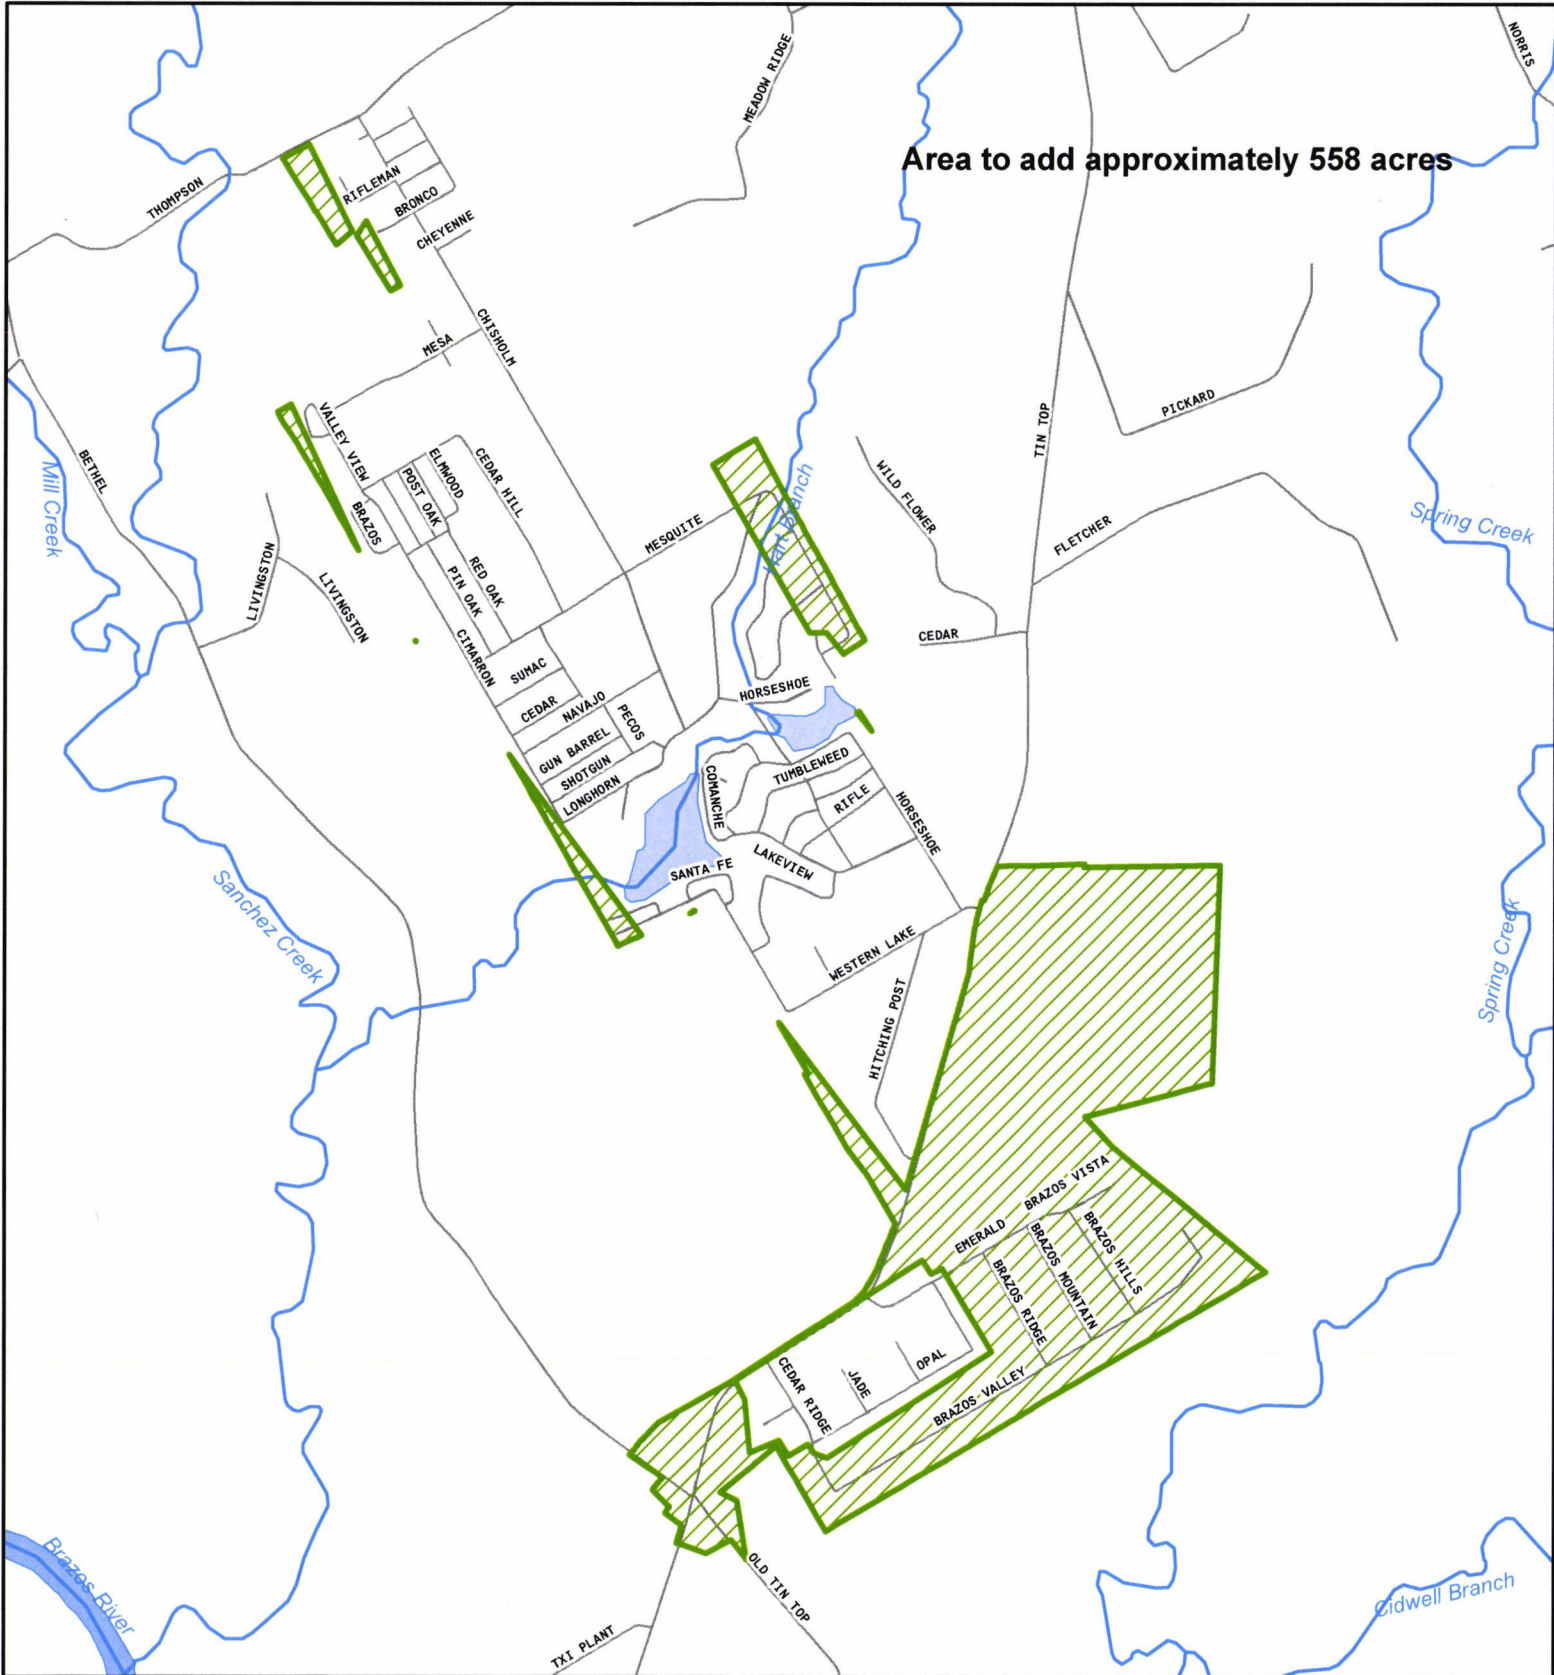 NORRIS
MEADOW RIDGE
Area to add approximately 558 acres
THOMPSON
RIFLEMAN
BRONCO
CHEYENNE
CHISHOLM
MESA
VALLEY VIEW
PICKARD
TIN TOP
BETHEL
Mill Creek
ELMWOOD
CEDAR HILL
POST OAK
BRAZOS
WILD FLOWER
Hart Branch
MESQUITE
FLETCHER
Spring Creek
LIVINGSTON
LIVINGSTON
RED OAK
PIN OAK
CIMARRON
SUMAC
CEDAR
HORSESHOE
CEDAR
NAVAJO
PECOS
GUN BARREL
SHOTGUN
LONGHORN
COMANCHE
TUMBLEWEED
RIFLE
HORSESHOE
LAKEVIEW
SANTA FE
Sanchez Creek
WESTERN LAKE
Spring Creek
HITCHING POST
BRAZOS VISTA
EMERALD
BRAZOS HILLS
BRAZOS MOUNTAIN
BRAZOS RIDGE
OPAL
JADE
CEDAR RIDGE
BRAZOS VALLEY
Brazos River
OLD TIN TOP
TXI PLANT
Cidwell Branch